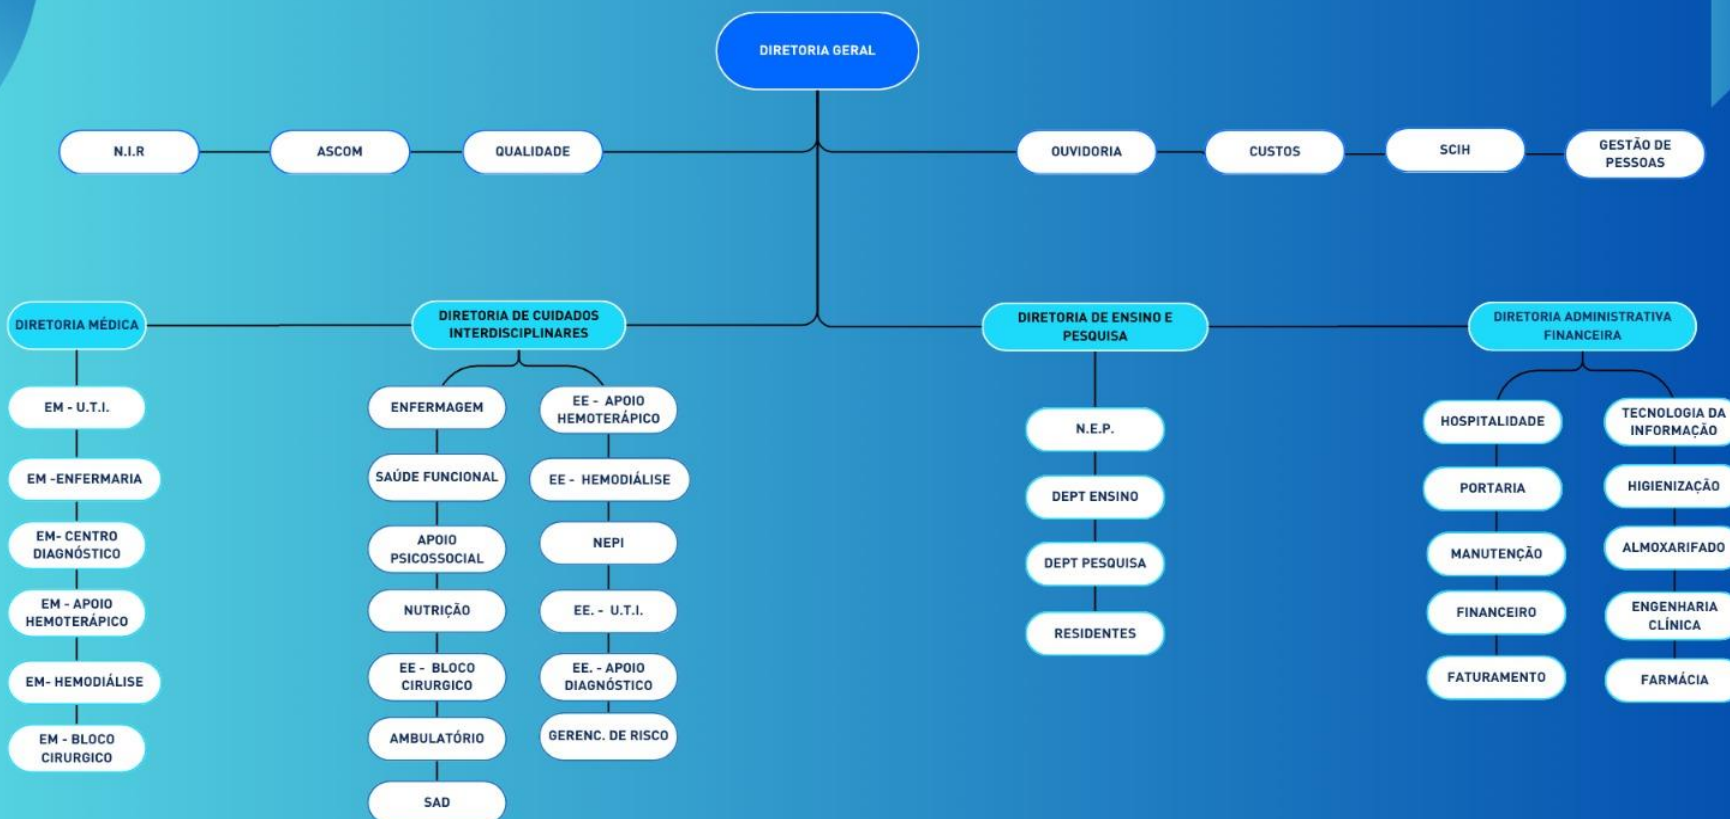 DIRETORIA GERAL
N.I.R
ASCOM
QUALIDADE
OUVIDORIA
CUSTOS
SCIH
GESTÃO DE
PESSOAS
DIRETORIA MÉDICA
EM - U.T.I.
EM -ENFERMARIA
EM- CENTRO
DIAGNÓSTICO
EM - APOIO
HEMOTERÁPICO
EM- HEMODIÁLISE
EM - BLOCO
CIRURGICO
DIRETORIA DE CUIDADOS
INTERDISCIPLINARES
ENFERMAGEM
SAÚDE FUNCIONAL
APOIO
PSICOSSOCIAL
NUTRIÇÃO
EE - BLOCO
CIRURGICO
AMBULATÓRIO
SAD
EE - APOIO
HEMOTERÁPICO
EE - HEMODIÁLISE
NEPI
EE. - U.T.I.
EE. - APOIO
DIAGNÓSTICO
GERENC. DE RISCO
DIRETORIA DE ENSINO E
PESQUISA
N.E.P.
DEPT ENSINO
DEPT PESQUISA
RESIDENTES
DIRETORIA ADMINISTRATIVA
FINANCEIRA
HOSPITALIDADE
PORTARIA
MANUTENÇÃO
FINANCEIRO
FATURAMENTO
TECNOLOGIA DA
INFORMAÇÃO
HIGIENIZAÇÃO
ALMOXARIFADO
ENGENHARIA
CLÍNICA
FARMÁCIA